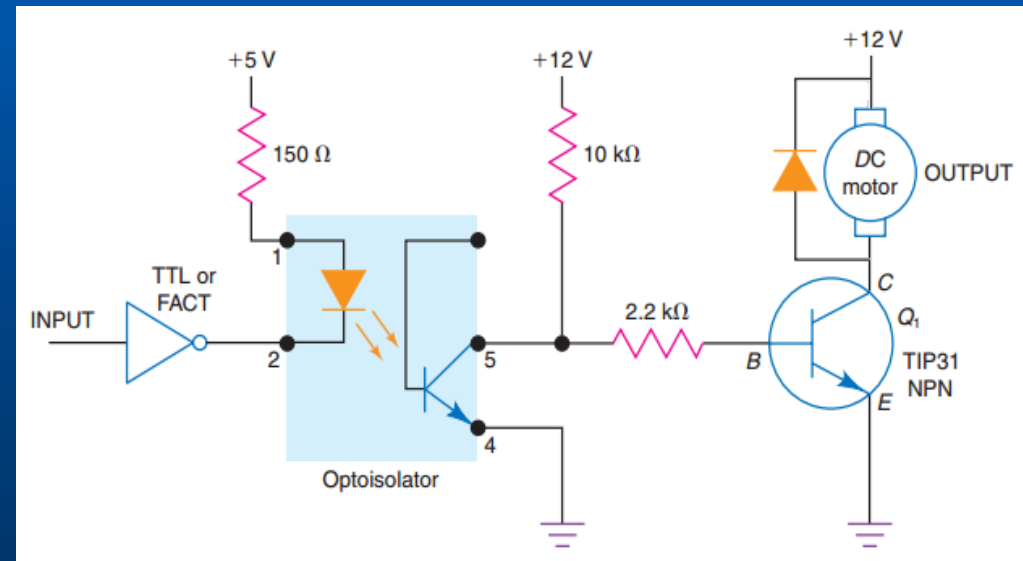 +5 V
+12 V
+12 V
150 Ω
10 kΩ
DC
motor
OUTPUT
1
TTL or
FACT
INPUT
2
5
2.2 kΩ
B
C
Q₁
TIP31
NPN
E
4
Optoisolator